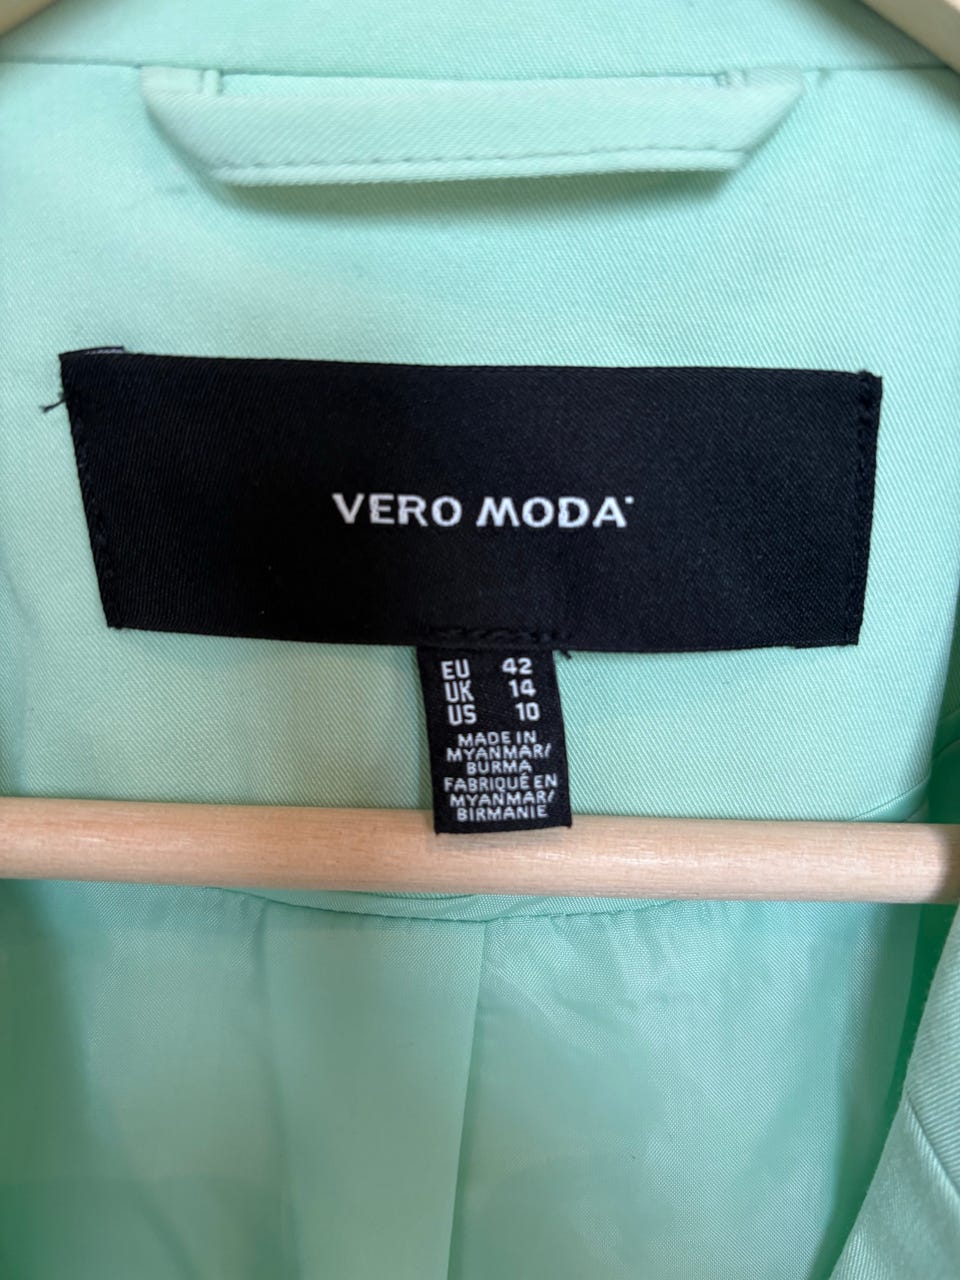 VERO MODA
EU 42
UK 14
US 10
MADE IN
MYANMAR/
BURMA
FABRIQUÉ EN
MYANMAR/
BIRMANIE